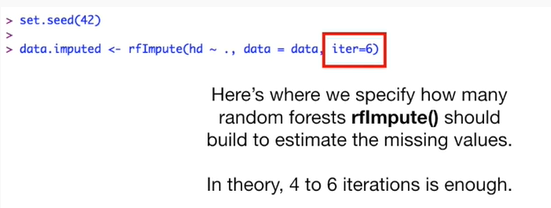 > set.seed(42)
>
> data.imputed <- rfImpute(hd ~ ., data = data, iter=6)
Here's where we specify how many
random forests rfImpute() should
build to estimate the missing values.
In theory, 4 to 6 iterations is enough.